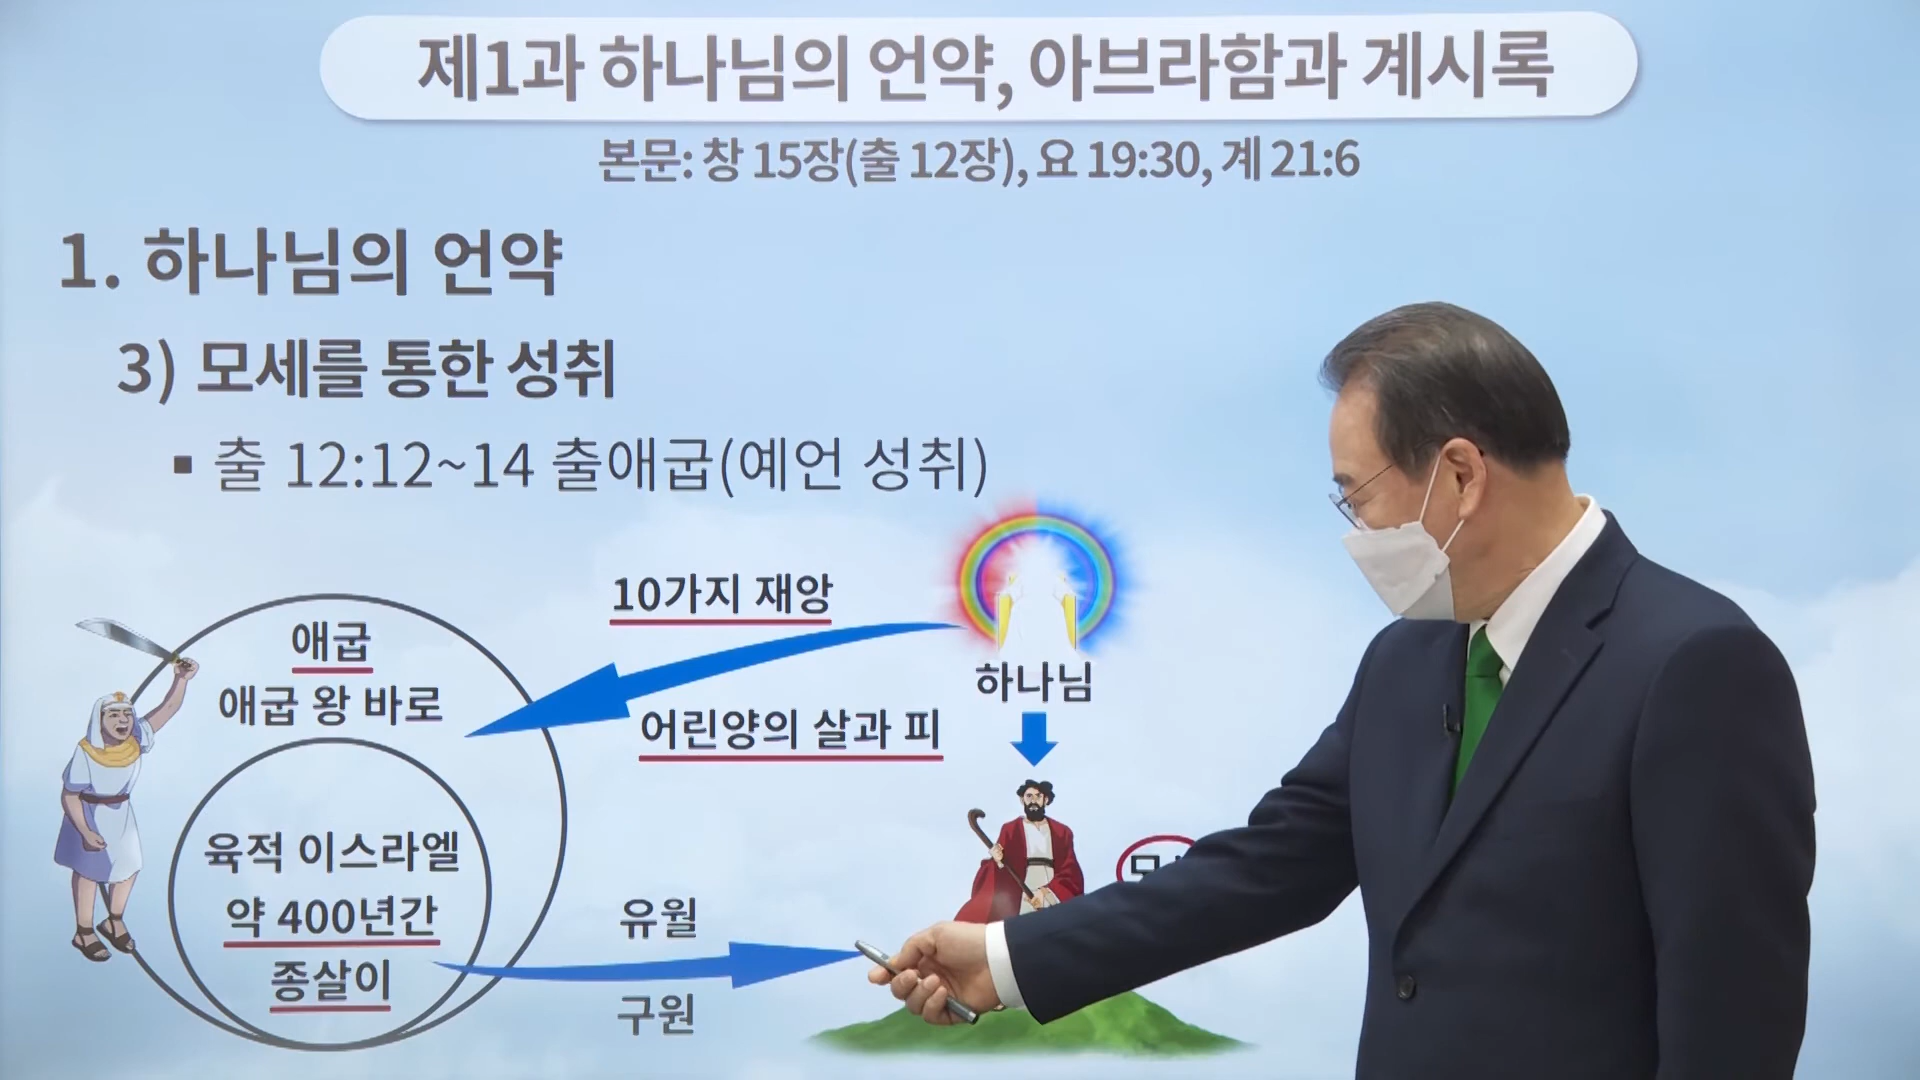 제1과 하나님의 언약, 아브라함과 계시록
본문: 창 15장(출 12장), 요 19:30, 계 21:6
1. 하나님의 언약
3) 모세를 통한 성취
▪ 출 12:12~14 출애굽(예언 성취)
10가지 재앙
애굽
애굽 왕 바로
하나님
어린양의 살과 피
육적 이스라엘
약 400년간
종살이
유월
구원